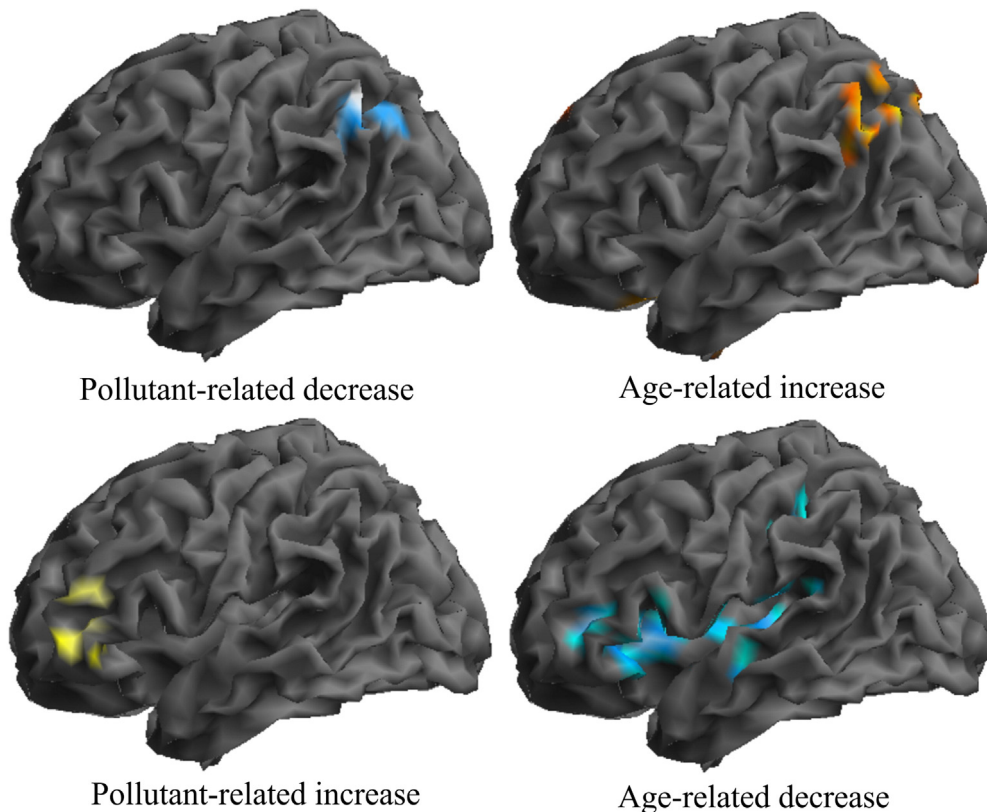 Pollutant-related decrease
Age-related increase
Pollutant-related increase
Age-related decrease